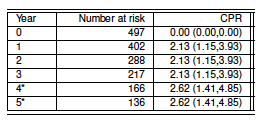 Year Number at risk CPR
0 497 0.00 (0.00,0.00)
1 402 2.13 (1.15,3.93)
2 288 2.13 (1.15,3.93)
3 217 2.13 (1.15,3.93)
4* 166 2.62 (1.41,4.85)
5* 136 2.62 (1.41,4.85)